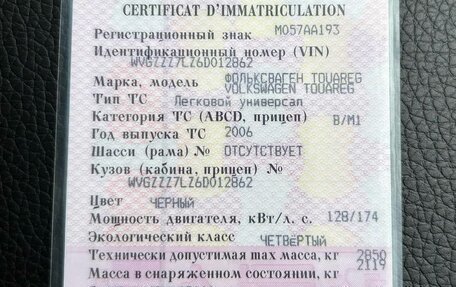 CERTIFICAT D'IMMATRICULATION
Регистрационный знак М057АА193
Идентификационный номер (VIN)
WVGZZZ7LZ6D012862
Марка, модель ФОЛЬКСВАГЕН TOUAREG
VOLKSWAGEN TOUAREG
Тип ТС Легковой универсал
Категория ТС (ABCD, прицеп) B/M1
Год выпуска ТС 2006
Шасси (рама) № ОТСУТСТВУЕТ
Кузов (кабина, прицеп) №
WVGZZZ7LZ6D012862
Цвет ЧЕРНЫЙ
Мощность двигателя, кВт/л. с. 128/174
Экологический класс ЧЕТВЁРТЫЙ
Технически допустимая max масса, кг 2850
Масса в снаряженном состоянии, кг 2119